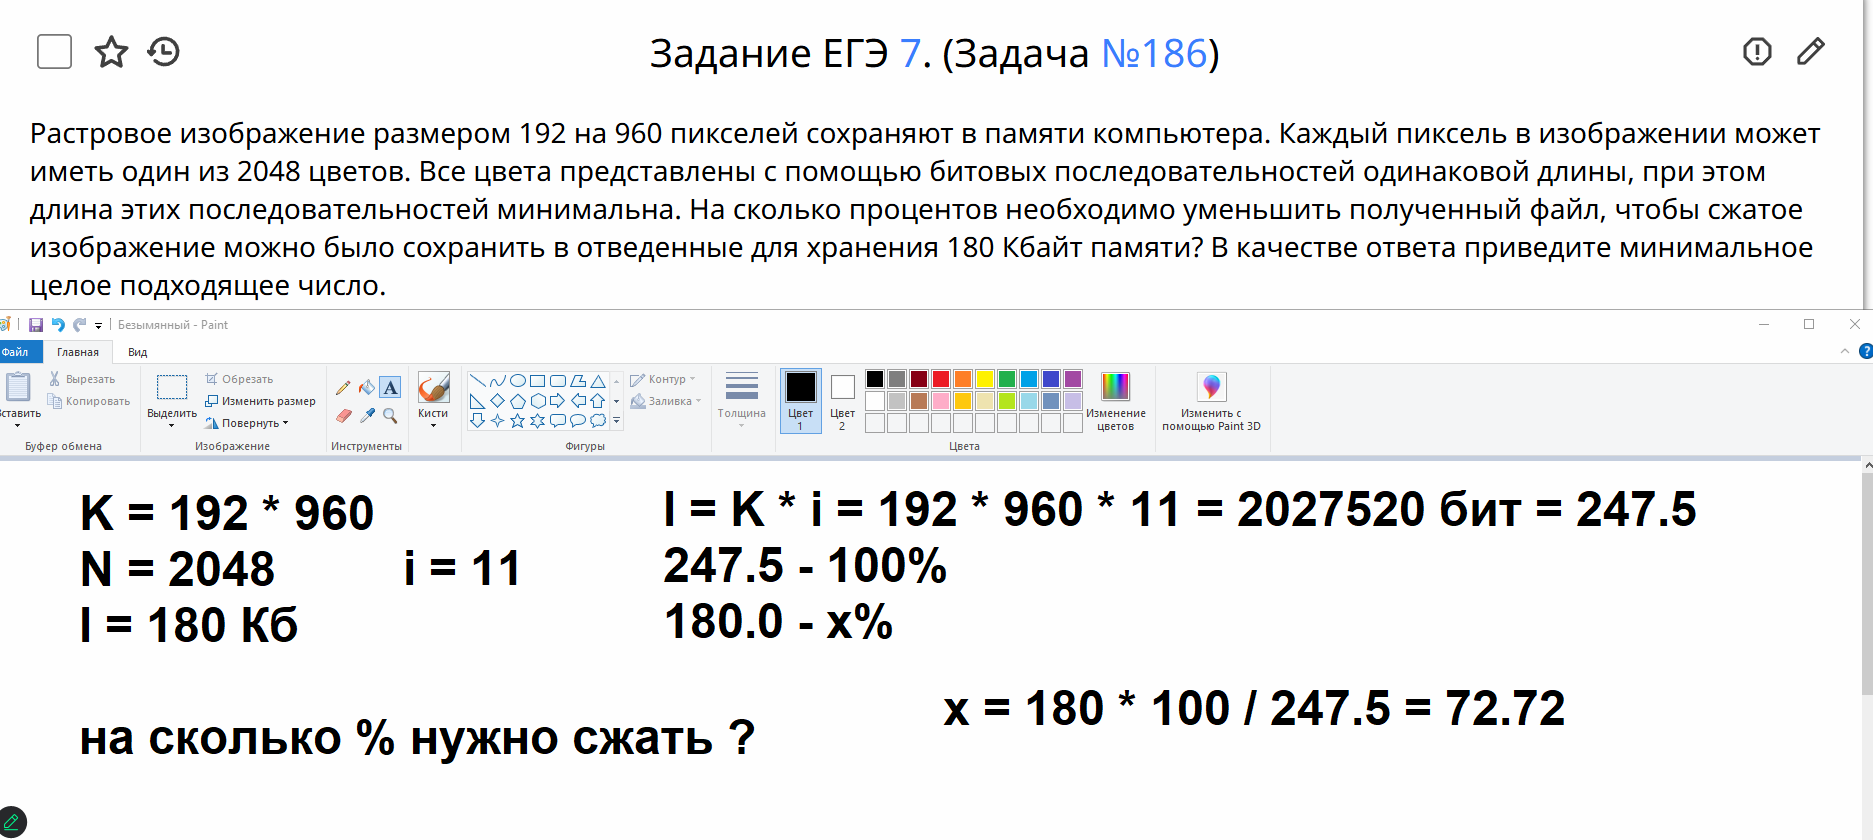 Задание ЕГЭ 7. (Задача №186)
Растровое изображение размером 192 на 960 пикселей сохраняют в памяти компьютера. Каждый пиксель в изображении может
иметь один из 2048 цветов. Все цвета представлены с помощью битовых последовательностей одинаковой длины, при этом
длина этих последовательностей минимальна. На сколько процентов необходимо уменьшить полученный файл, чтобы сжатое
изображение можно было сохранить в отведенные для хранения 180 Кбайт памяти? В качестве ответа приведите минимальное
целое подходящее число.
Безымянный - Paint
Файл Главная Вид
Вставить
Вырезать
Копировать
Буфер обмена
Выделить
Обрезать
Изменить размер
Повернуть
Изображение
A
Инструменты
Кисти
Контур
Заливка
Фигуры
Толщина
Цвет 1
Цвет 2
Изменение цветов
Цвета
Изменить с помощью Paint 3D
K = 192 * 960
N = 2048 i = 11
I = 180 Кб
I = K * i = 192 * 960 * 11 = 2027520 бит = 247.5
247.5 - 100%
180.0 - x%
x = 180 * 100 / 247.5 = 72.72
на сколько % нужно сжать ?